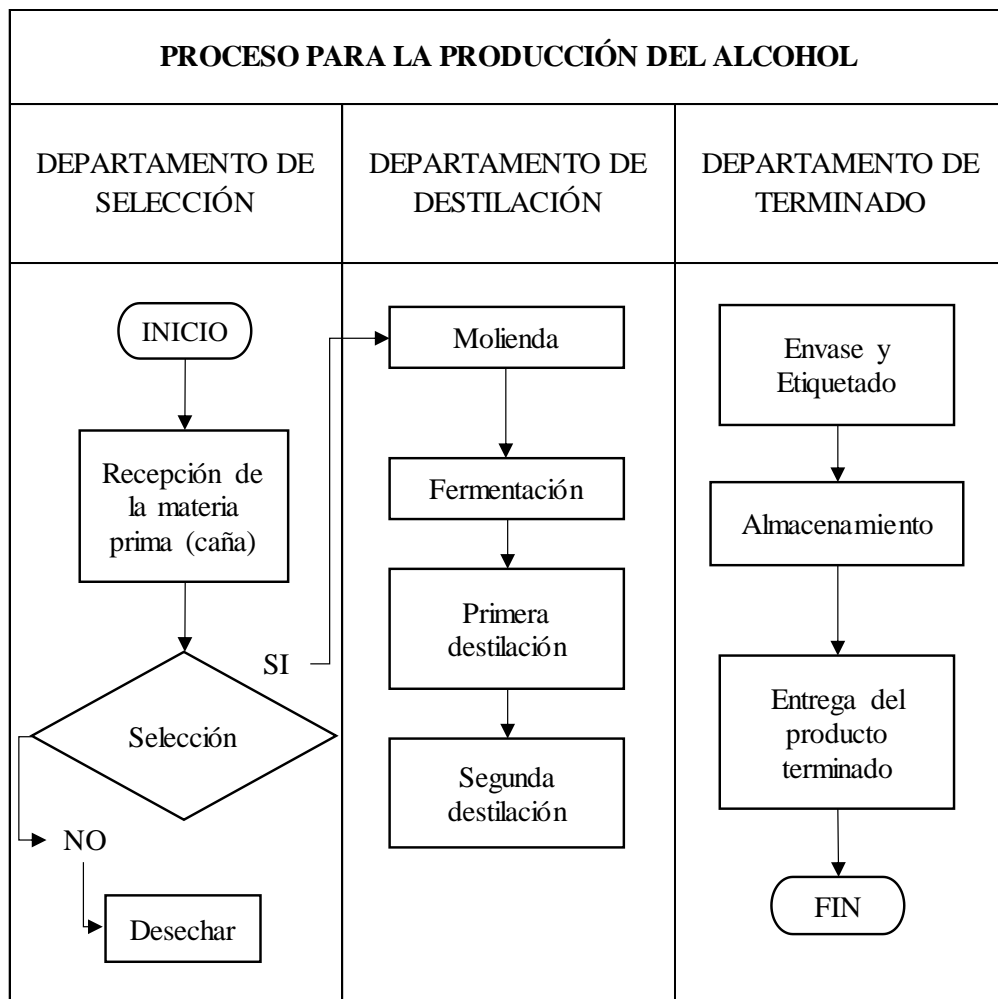 PROCESO PARA LA PRODUCCIÓN DEL ALCOHOL
DEPARTAMENTO DE
SELECCIÓN
DEPARTAMENTO DE
DESTILACIÓN
DEPARTAMENTO DE
TERMINADO
INICIO
Recepción de
la materia
prima (caña)
SI
Selección
NO
Desechar
Molienda
Fermentación
Primera
destilación
Segunda
destilación
Envase y
Etiquetado
Almacenamiento
Entrega del
producto
terminado
FIN